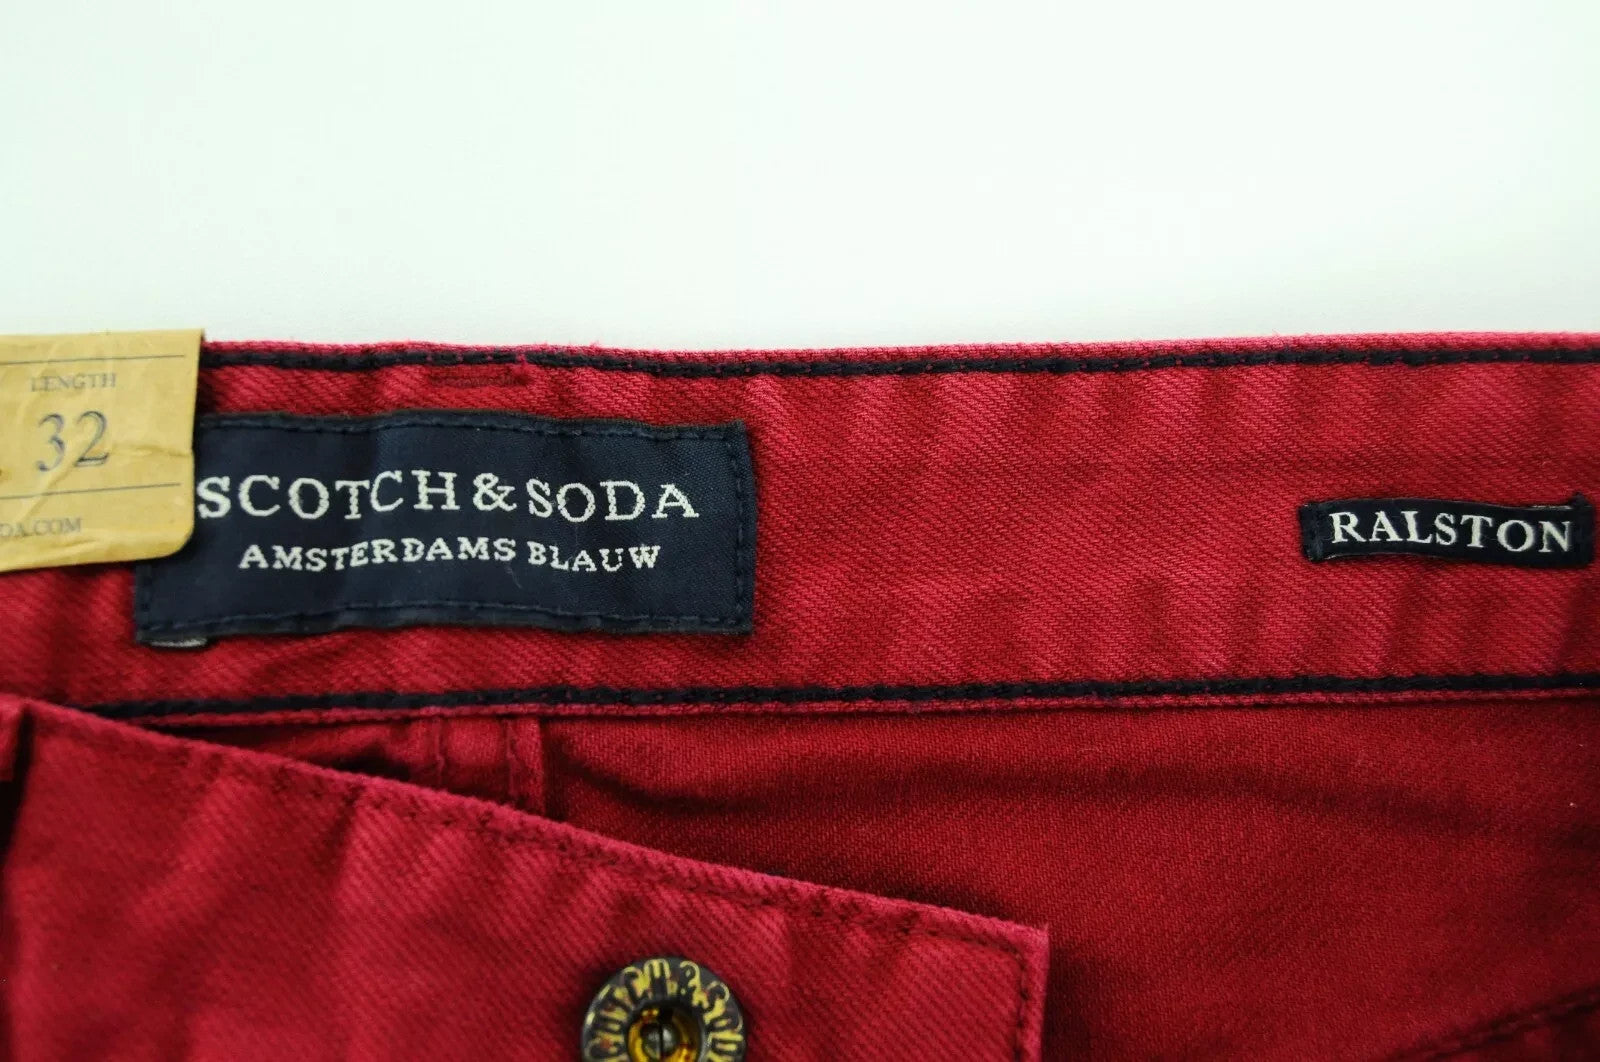 LENGTH
32
DA.COM
SCOTCH & SODA
AMSTERDAMS BLAUW
RALSTON
SCOTCH & SODA